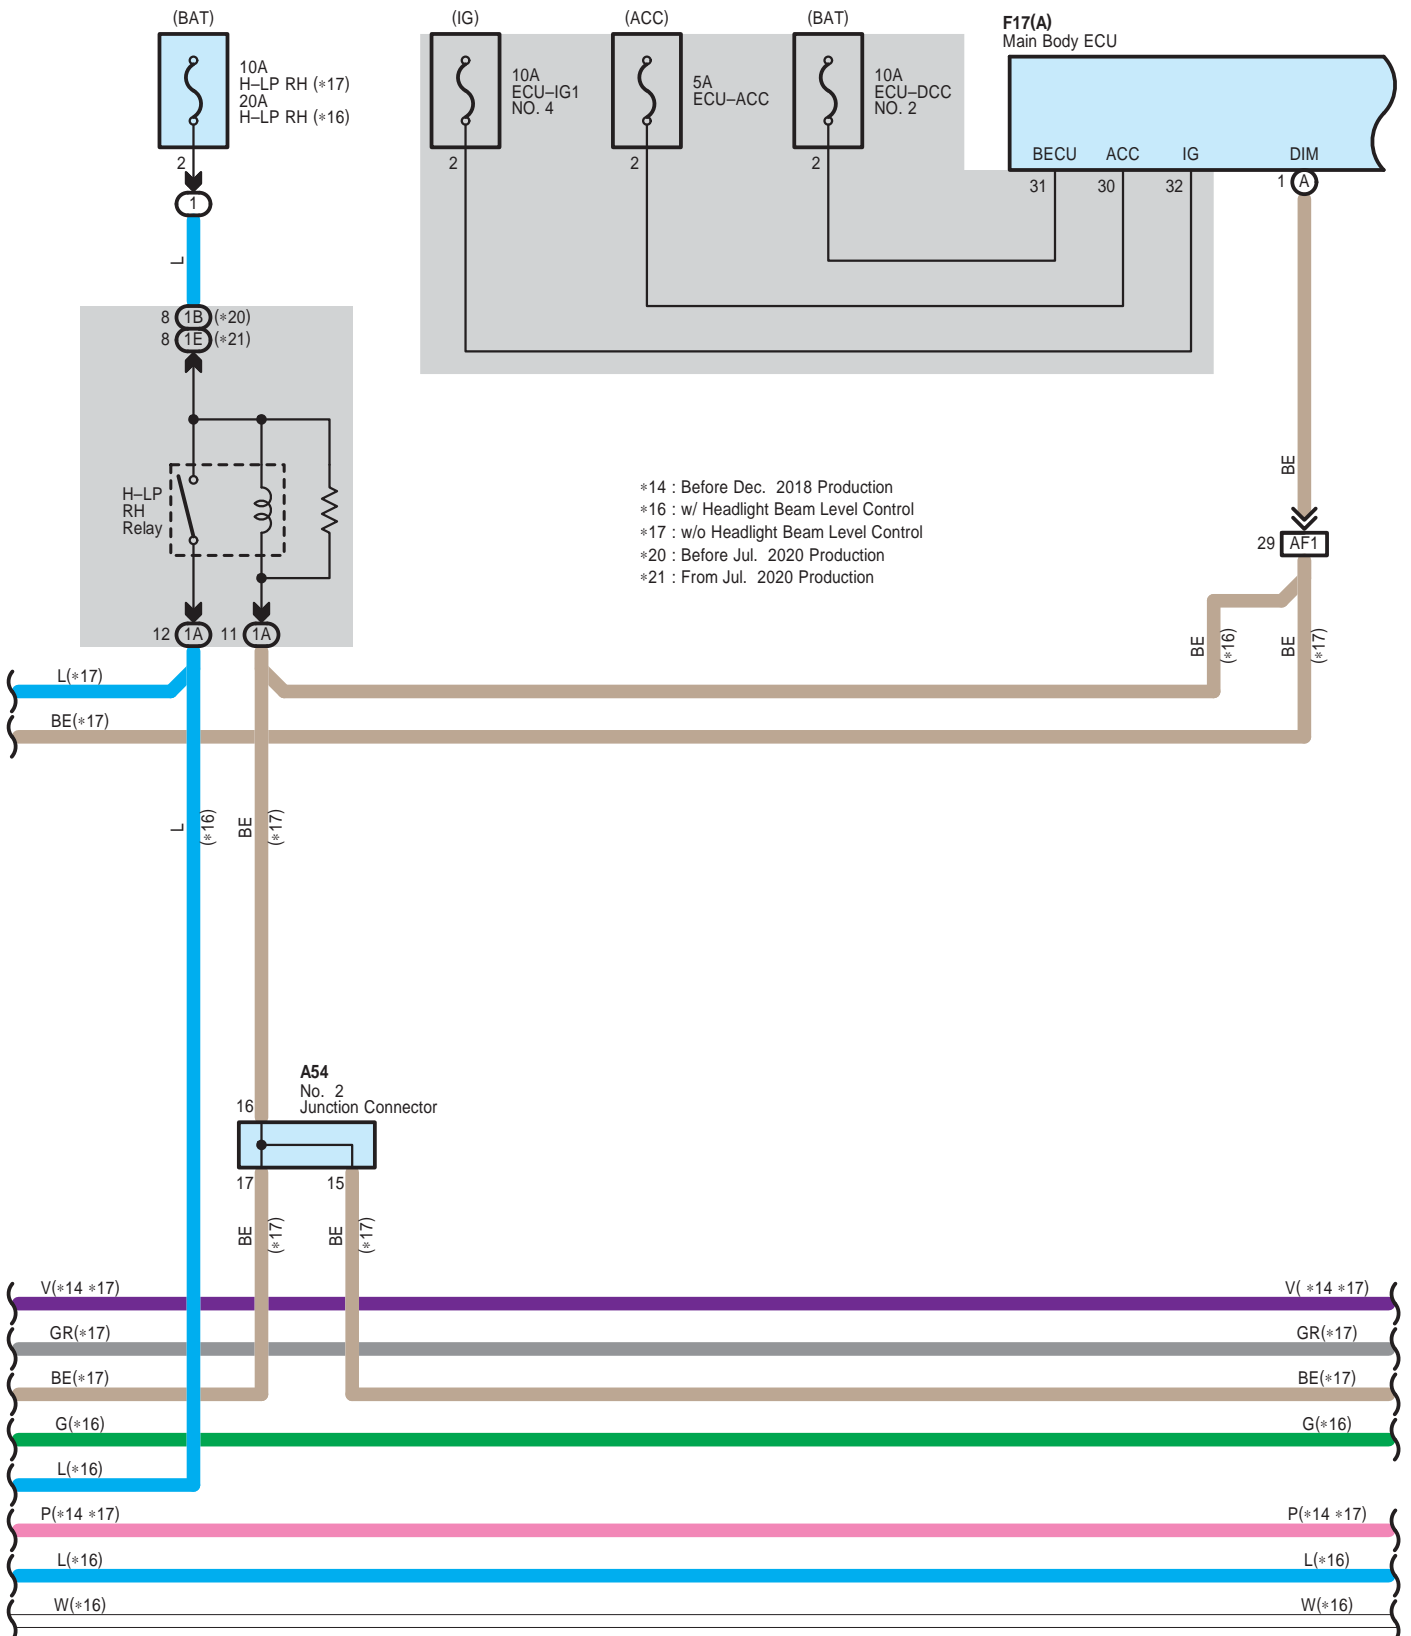 (BAT)
(IG)
(ACC)
(BAT)
F17(A)
Main Body ECU
10A
H–LP RH (∗17)
20A
H–LP RH (∗16)
10A
ECU–IG1
NO. 4
5A
ECU–ACC
10A
ECU–DCC
NO. 2
BECU
ACC
IG
DIM
2
2
2
2
31
30
32
1
A
1
L
8
1B
(∗20)
8
1E
(∗21)
H–LP
RH
Relay
BE
∗14 : Before Dec. 2018 Production
∗16 : w/ Headlight Beam Level Control
∗17 : w/o Headlight Beam Level Control
∗20 : Before Jul. 2020 Production
∗21 : From Jul. 2020 Production
29
AF1
12
1A
11
1A
BE
(∗16)
BE
(∗17)
L(∗17)
BE(∗17)
L
(∗16)
BE
(∗17)
A54
No. 2
Junction Connector
16
17
15
BE
(∗17)
BE
(∗17)
V(∗14 ∗17)
V( ∗14 ∗17)
GR(∗17)
GR(∗17)
BE(∗17)
BE(∗17)
G(∗16)
G(∗16)
L(∗16)
P(∗14 ∗17)
P(∗14 ∗17)
L(∗16)
L(∗16)
W(∗16)
W(∗16)